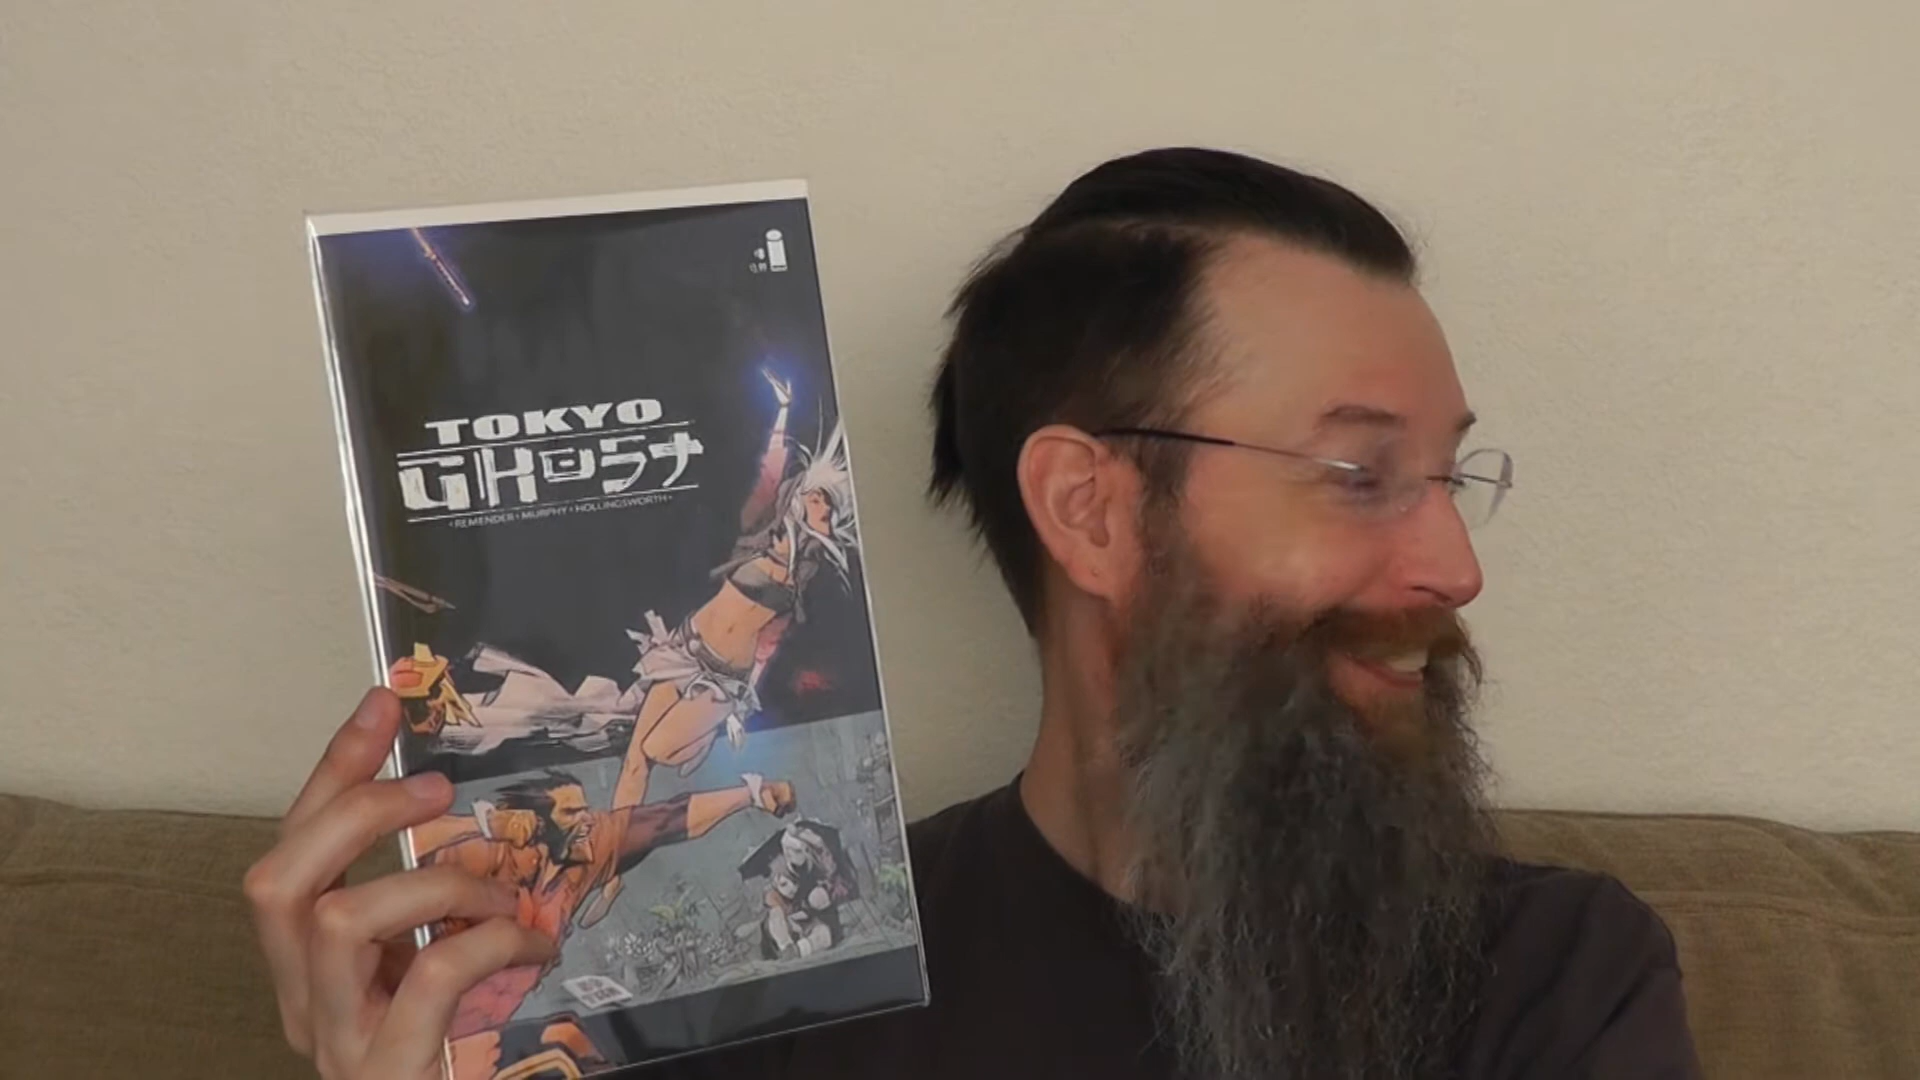 TOKYO
GHOST
• REMENDER • MURPHY • HOLLINGSWORTH •